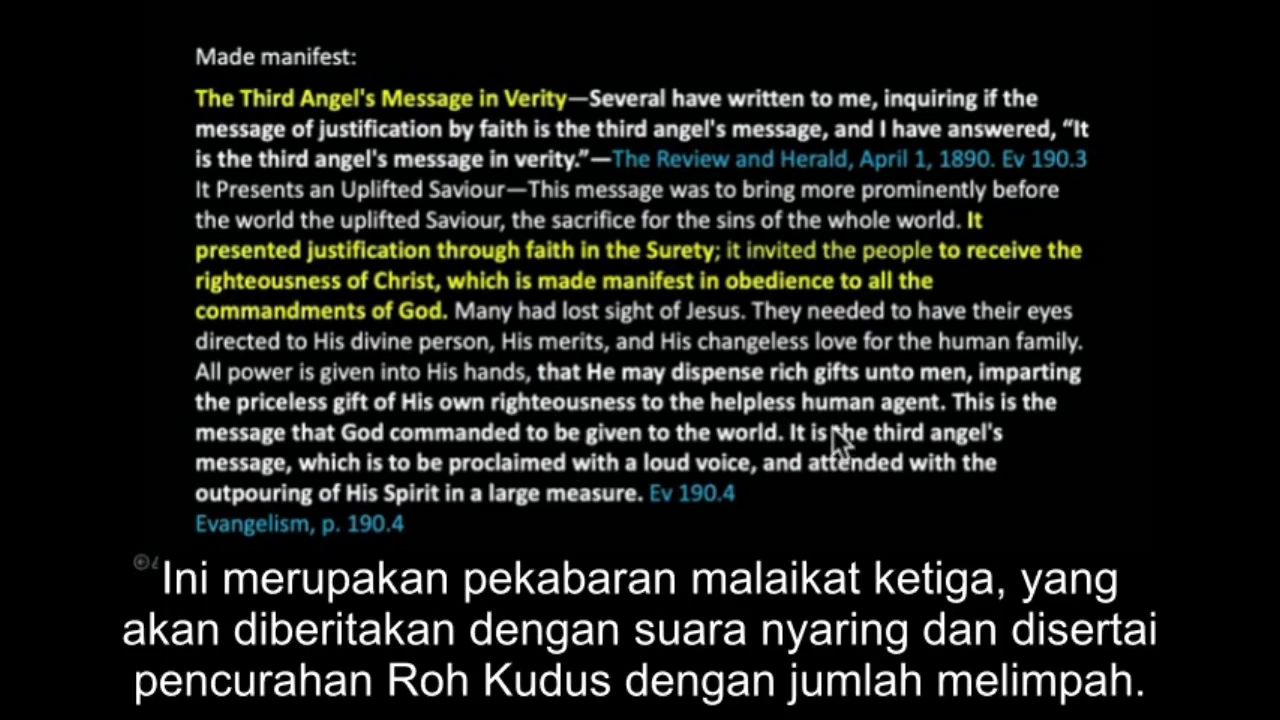 Made manifest:
The Third Angel's Message in Verity—Several have written to me, inquiring if the
message of justification by faith is the third angel's message, and I have answered, “It
is the third angel's message in verity.”—The Review and Herald, April 1, 1890. Ev 190.3
It Presents an Uplifted Saviour—This message was to bring more prominently before
the world the uplifted Saviour, the sacrifice for the sins of the whole world. It
presented justification through faith in the Surety; it invited the people to receive the
righteousness of Christ, which is made manifest in obedience to all the
commandments of God. Many had lost sight of Jesus. They needed to have their eyes
directed to His divine person, His merits, and His changeless love for the human family.
All power is given into His hands, that He may dispense rich gifts unto men, imparting
the priceless gift of His own righteousness to the helpless human agent. This is the
message that God commanded to be given to the world. It is the third angel's
message, which is to be proclaimed with a loud voice, and attended with the
outpouring of His Spirit in a large measure. Ev 190.4
Evangelism, p. 190.4
Ini merupakan pekabaran malaikat ketiga, yang
akan diberitakan dengan suara nyaring dan disertai
pencurahan Roh Kudus dengan jumlah melimpah.